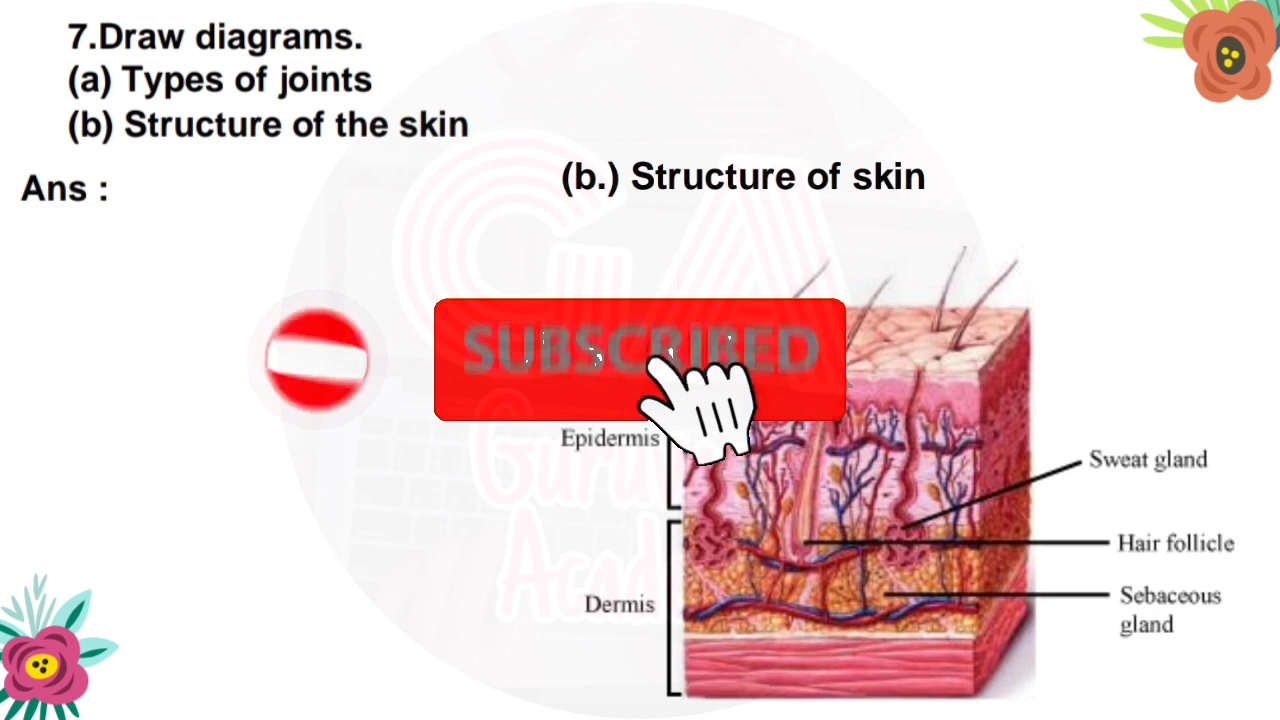 7.Draw diagrams.
(a) Types of joints
(b) Structure of the skin
Ans :
(b.) Structure of skin
GA
SUBSCRIBED
Epidermis
Sweat gland
Hair follicle
Sebaceous
gland
Dermis